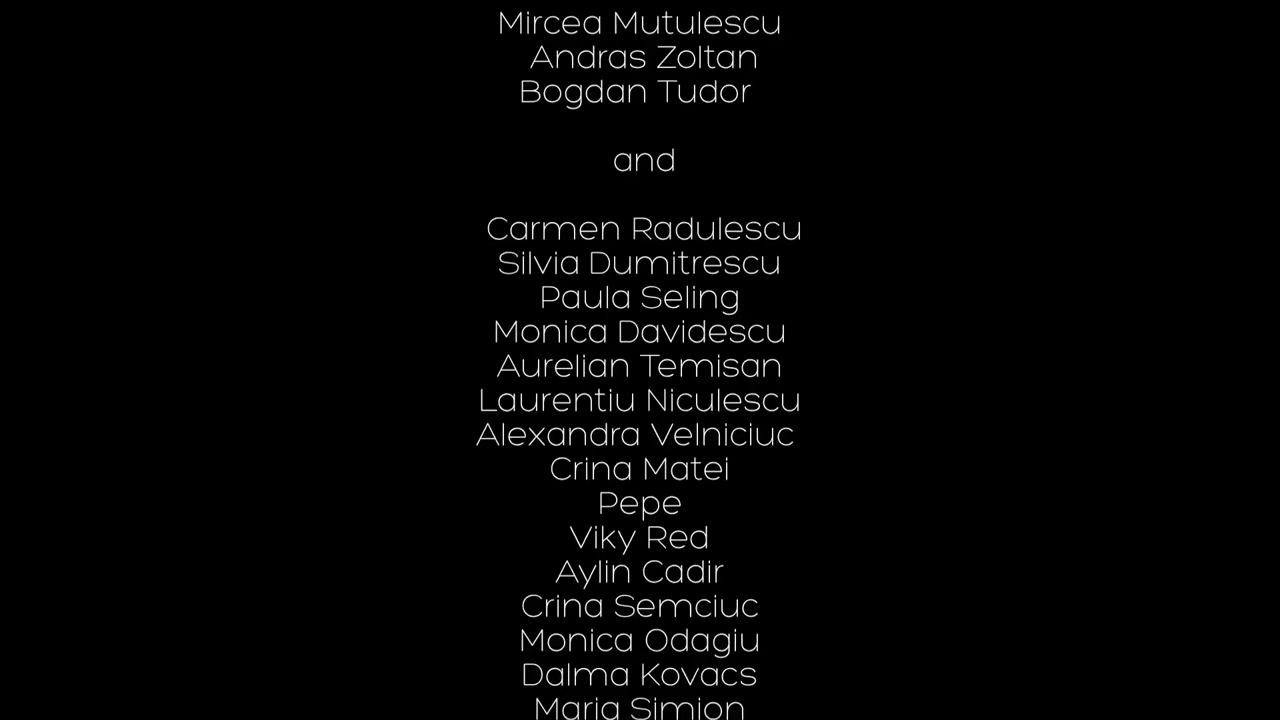 Mircea Mutulescu
Andras Zoltan
Bogdan Tudor
and
Carmen Radulescu
Silvia Dumitrescu
Paula Seling
Monica Davidescu
Aurelian Temisan
Laurentiu Niculescu
Alexandra Velniciuc
Crina Matei
Pepe
Viky Red
Aylin Cadir
Crina Semciuc
Monica Odagiu
Dalma Kovacs
Maria Simion